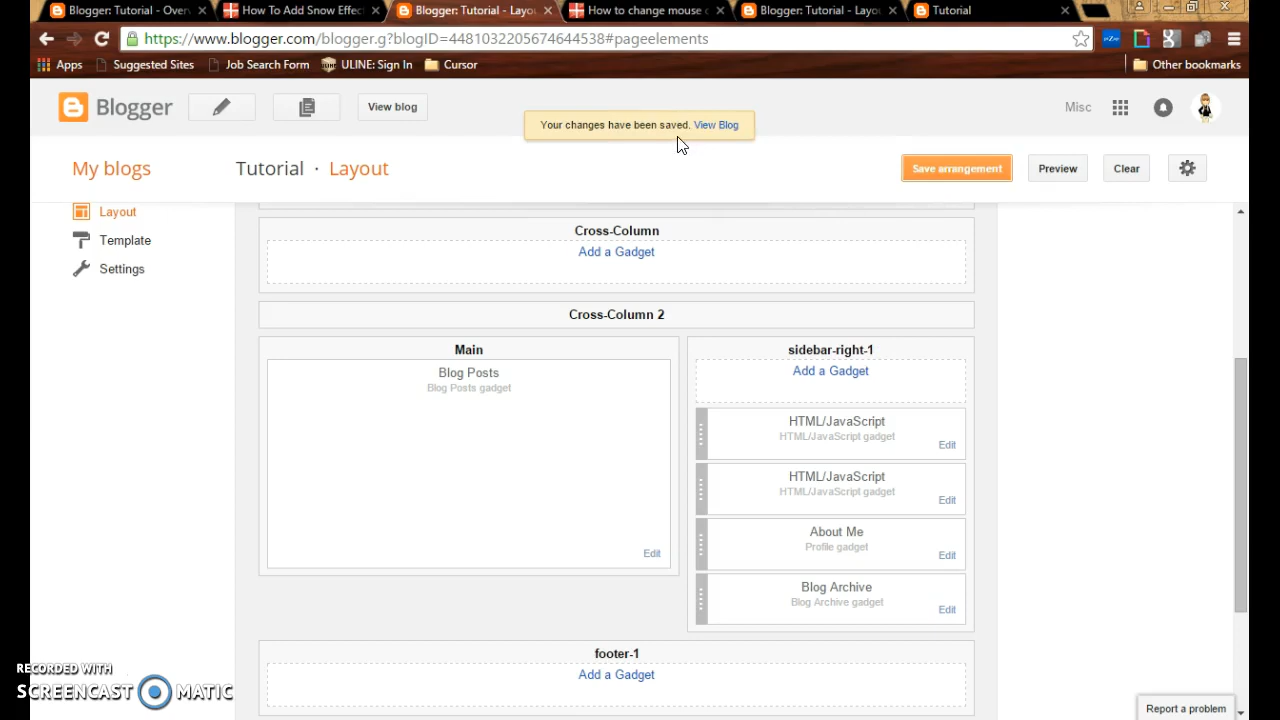 Blogger: Tutorial - Over
How To Add Snow Effec
Blogger: Tutorial - Layo
How to change mouse c
Blogger: Tutorial - Layo
Tutorial
https://www.blogger.com/blogger.g?blogID=4481032205674644538#pageelements
Apps
Suggested Sites
Job Search Form
ULINE: Sign In
Cursor
Other bookmarks
Blogger
View blog
Your changes have been saved. View Blog
Misc
My blogs
Tutorial · Layout
Save arrangement
Preview
Clear
Layout
Template
Settings
Cross-Column
Add a Gadget
Cross-Column 2
Main
Blog Posts
Blog Posts gadget
Edit
sidebar-right-1
Add a Gadget
HTML/JavaScript
HTML/JavaScript gadget
Edit
HTML/JavaScript
HTML/JavaScript gadget
Edit
About Me
Profile gadget
Edit
Blog Archive
Blog Archive gadget
Edit
footer-1
Add a Gadget
RECORDED WITH
SCREENCAST MATIC
Report a problem